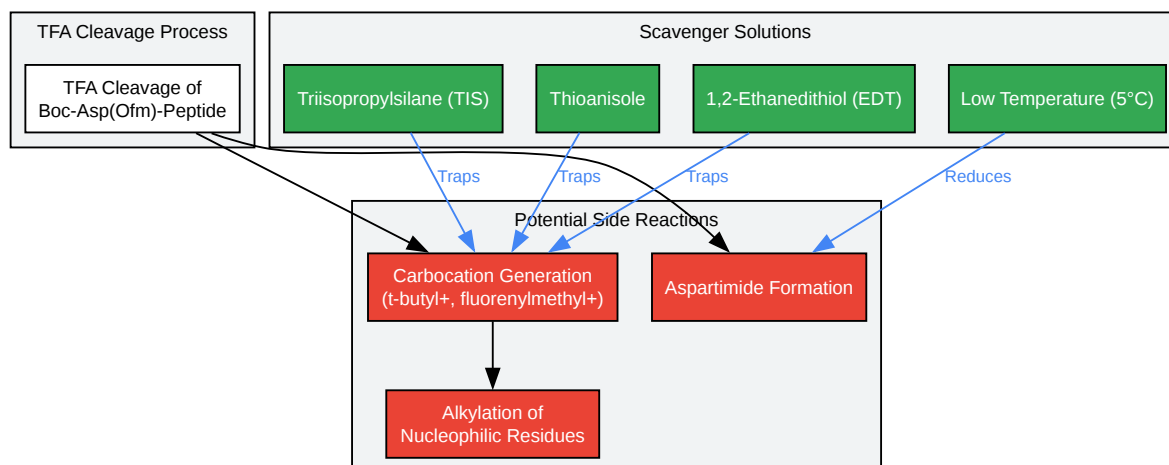 TFA Cleavage Process
Scavenger Solutions
TFA Cleavage of
Boc-Asp(Ofm)-Peptide
Triisopropylsilane (TIS)
Thioanisole
1,2-Ethanedithiol (EDT)
Low Temperature (5°C)
Traps
Traps
Traps
Reduces
Potential Side Reactions
Carbocation Generation
(t-butyl+, fluorenylmethyl+)
Aspartimide Formation
Alkylation of
Nucleophilic Residues